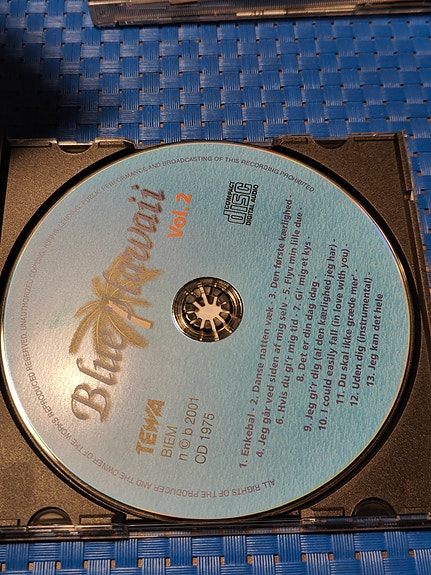 ALL RIGHTS OF THE PRODUCER AND THE OWNER OF THE WORKS REPRODUCED RESERVED, UNAUTHORIZED PUBLIC PERFORMANCE AND BROADCASTING OF THIS RECORDING PROHIBITED
Blue Hawaii
Vol. 2
COMPACT
disc
DIGITAL AUDIO
TEWA
BIEM
n © b 2001
CD 1975
1. Enkebal - 2. Danse natten væk - 3. Den første kærlighed -
4. Jeg går ved siden af mig selv - 5. Flyv min lille due -
6. Hvis du gi'r mig tid - 7. Gi' mig et kys -
8. Det er din dag idag -
9. Jeg gi'r dig (al den kærlighed jeg har) -
10. I could easily fall (in love with you) -
11. Du skal ikke græde mer' -
12. Uden dig (instrumental) -
13. Jeg kan det hele